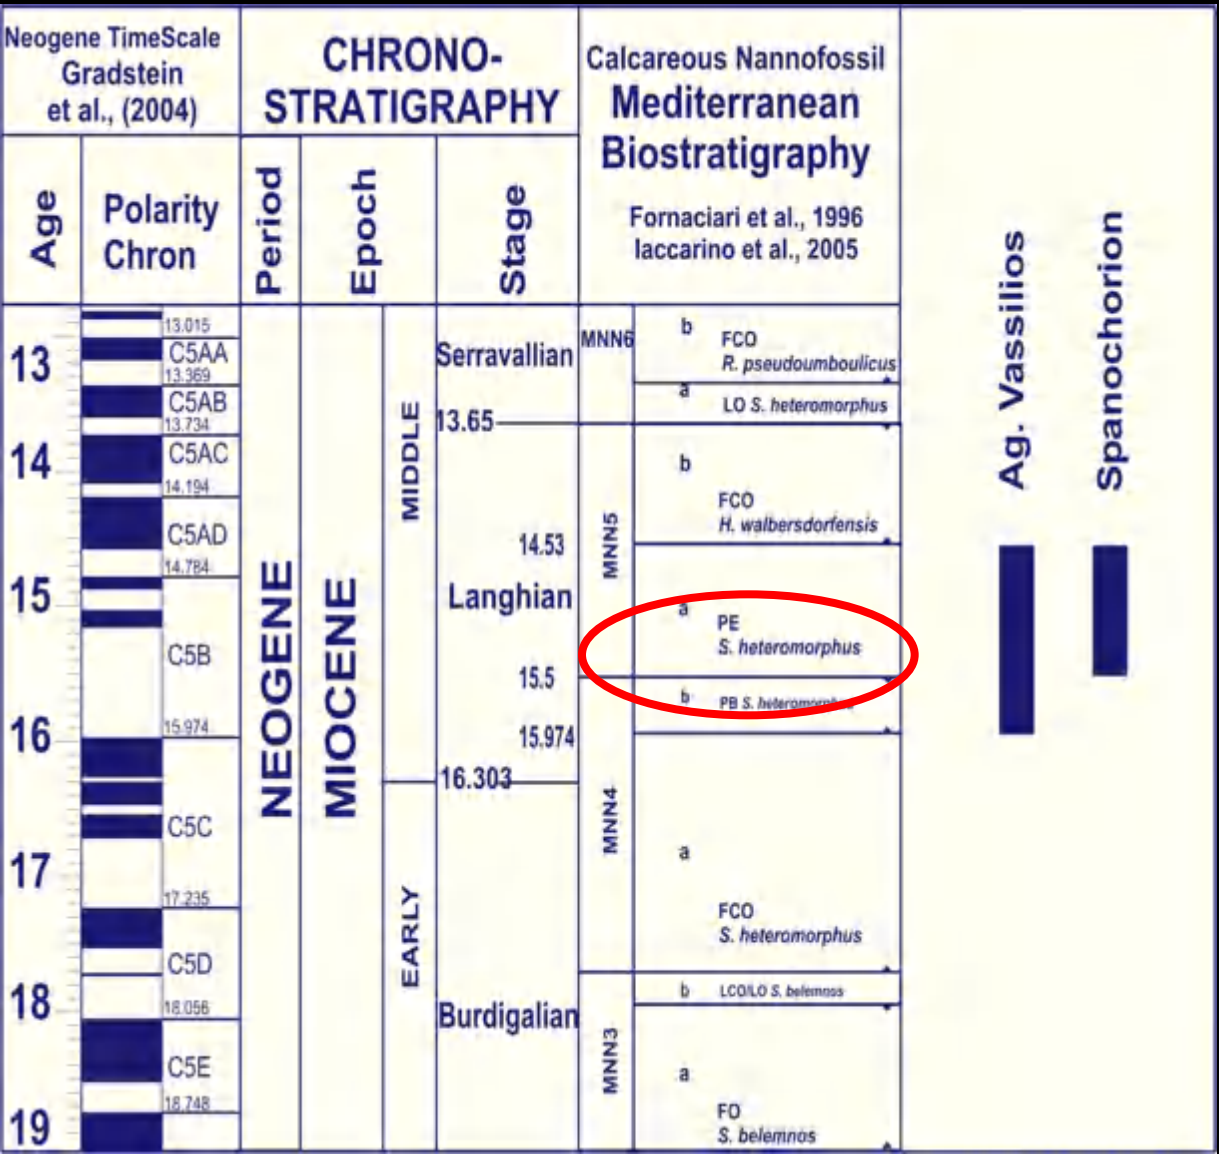 Neogene TimeScale
Gradstein
et al., (2004)
CHRONO-
STRATIGRAPHY
Calcareous Nannofossil
Mediterranean
Biostratigraphy
Fornaciari et al., 1996
Iaccarino et al., 2005
Age
Polarity
Chron
Period
Epoch
Stage
Ag. Vassilios
Spanochorion
13
14
15
16
17
18
19
13.015
C5AA
13.369
C5AB
13.734
C5AC
14.194
C5AD
14.784
C5B
15.974
C5C
17.235
C5D
18.056
C5E
18.748
NEOGENE
MIOCENE
MIDDLE
EARLY
Serravallian
13.65
14.53
Langhian
15.5
15.974
16.303
Burdigalian
MNN6
b
FCO
R. pseudoumboulicus
a
LO S. heteromorphus
MNN5
b
FCO
H. walbersdorfensis
a
PE
S. heteromorphus
MNN4
b
PB S. heteromorphus
a
FCO
S. heteromorphus
MNN3
b
LCO/LO S. belemnos
a
FO
S. belemnos